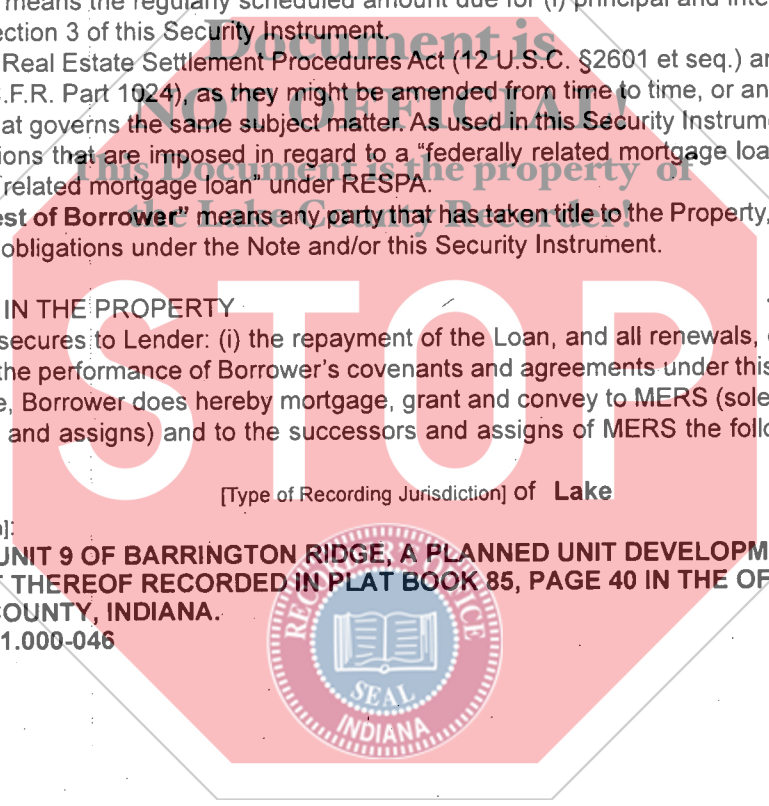 means the regularly scheduled amount due for (i) principal and inte
ection 3 of this Security Instrument.
Document is
Real Estate Settlement Procedures Act (12 U.S.C. §2601 et seq.) an
.F.R. Part 1024), as they might be amended from time to time, or an
NOT OFFICIAL!
at governs the same subject matter. As used in this Security Instrum
ions that are imposed in regard to a "federally related mortgage loa
This Document is the property of
related mortgage loan" under RESPA.
est of Borrower" means any party that has taken title to the Property,
the Lake County Recorder!
obligations under the Note and/or this Security Instrument.
IN THE PROPERTY
secures to Lender: (i) the repayment of the Loan, and all renewals,
the performance of Borrower's covenants and agreements under this
e, Borrower does hereby mortgage, grant and convey to MERS (sole
and assigns) and to the successors and assigns of MERS the follo
STOP
[Type of Recording Jurisdiction] of Lake
]:
UNIT 9 OF BARRINGTON RIDGE, A PLANNED UNIT DEVELOPM
T THEREOF RECORDED IN PLAT BOOK 85, PAGE 40 IN THE OF
COUNTY, INDIANA.
1.000-046
RECORDER'S OFFICE
SEAL
INDIANA